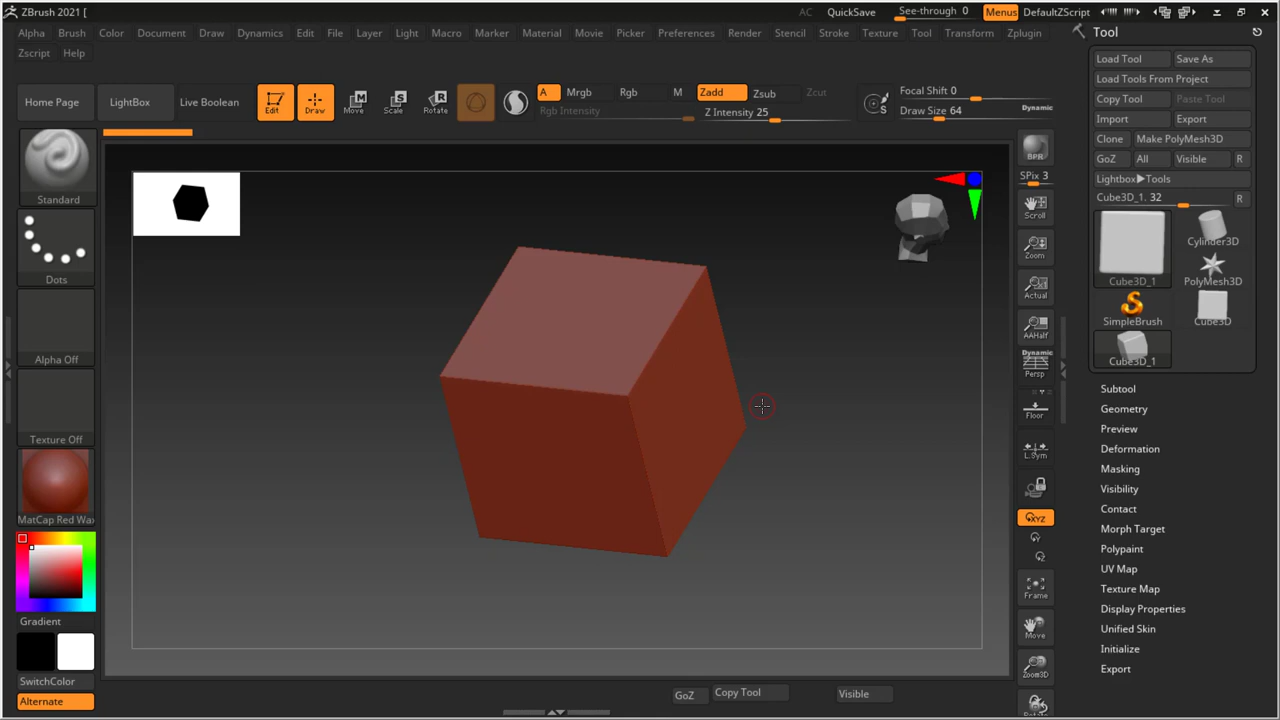 ZBrush 2021 [
AC QuickSave See-through 0 Menus DefaultZScript
Alpha Brush Color Document Draw Dynamics Edit File Layer Light Macro Marker Material Movie Picker Preferences Render Stencil Stroke Texture Tool Transform Zplugin
Zscript Help
Home Page LightBox Live Boolean
Edit Draw Move Scale Rotate
A Mrgb Rgb M Zadd Zsub Zcut
Rgb Intensity Z Intensity 25
Focal Shift 0
Draw Size 64 Dynamic
Standard
Dots
Alpha Off
Texture Off
MatCap Red Wax
Gradient
SwitchColor
Alternate
BPR
SPix 3
Scroll
Zoom
Actual
AAHalf
Dynamic
Persp
Floor
L.Sym
XYZ
Frame
Move
Zoom3D
Rotate
GoZ Copy Tool Visible
Tool
Load Tool Save As
Load Tools From Project
Copy Tool Paste Tool
Import Export
Clone Make PolyMesh3D
GoZ All Visible R
Lightbox▶Tools
Cube3D_1. 32 R
Cube3D_1
Cylinder3D
PolyMesh3D
SimpleBrush
Cube3D
Cube3D_1
Subtool
Geometry
Preview
Deformation
Masking
Visibility
Contact
Morph Target
Polypaint
UV Map
Texture Map
Display Properties
Unified Skin
Initialize
Export